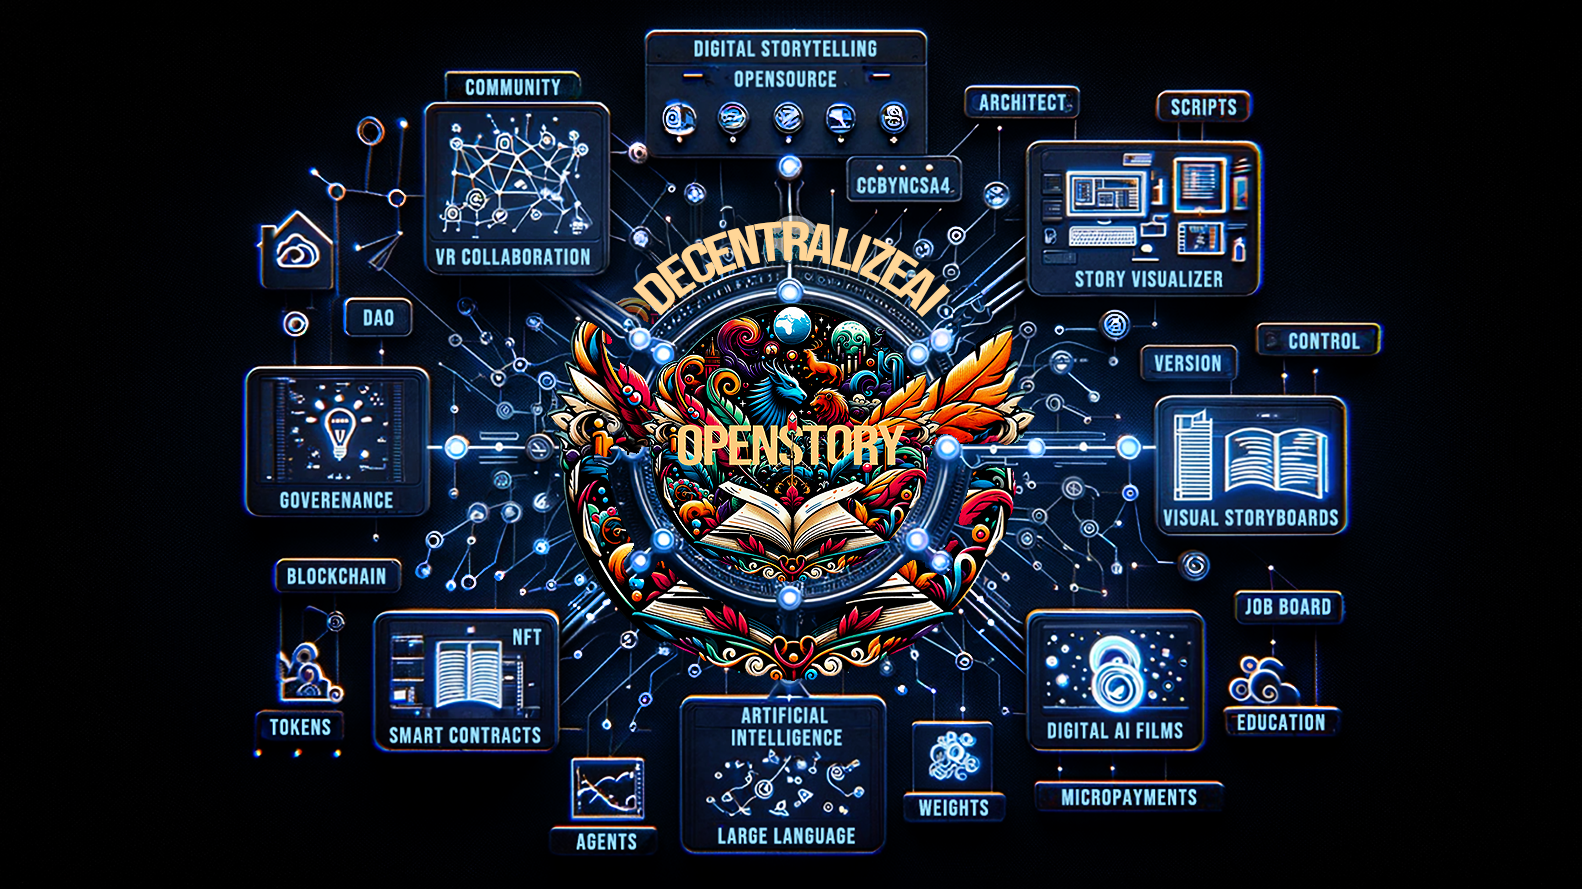 DIGITAL STORYTELLING
OPENSOURCE
COMMUNITY
VR COLLABORATION
ARCHITECT
SCRIPTS
CCBYNCSA4
STORY VISUALIZER
DECENTRALIZEAI
DAO
GOVERENANCE
CONTROL
VERSION
OPENSTORY
VISUAL STORYBOARDS
BLOCKCHAIN
JOB BOARD
NFT
SMART CONTRACTS
TOKENS
ARTIFICIAL
INTELLIGENCE
LARGE LANGUAGE
DIGITAL AI FILMS
EDUCATION
AGENTS
WEIGHTS
MICROPAYMENTS